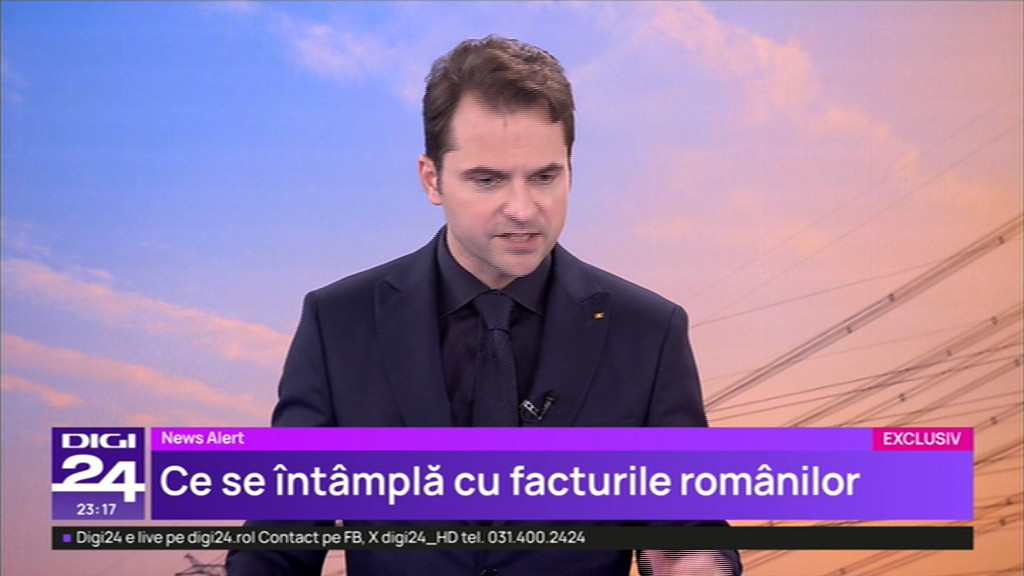 DIGI
24
23:17
News Alert
EXCLUSIV
Ce se întâmplă cu facturile românilor
Digi24 e live pe digi24.ro! Contact pe FB, X digi24_HD tel. 031.400.2424